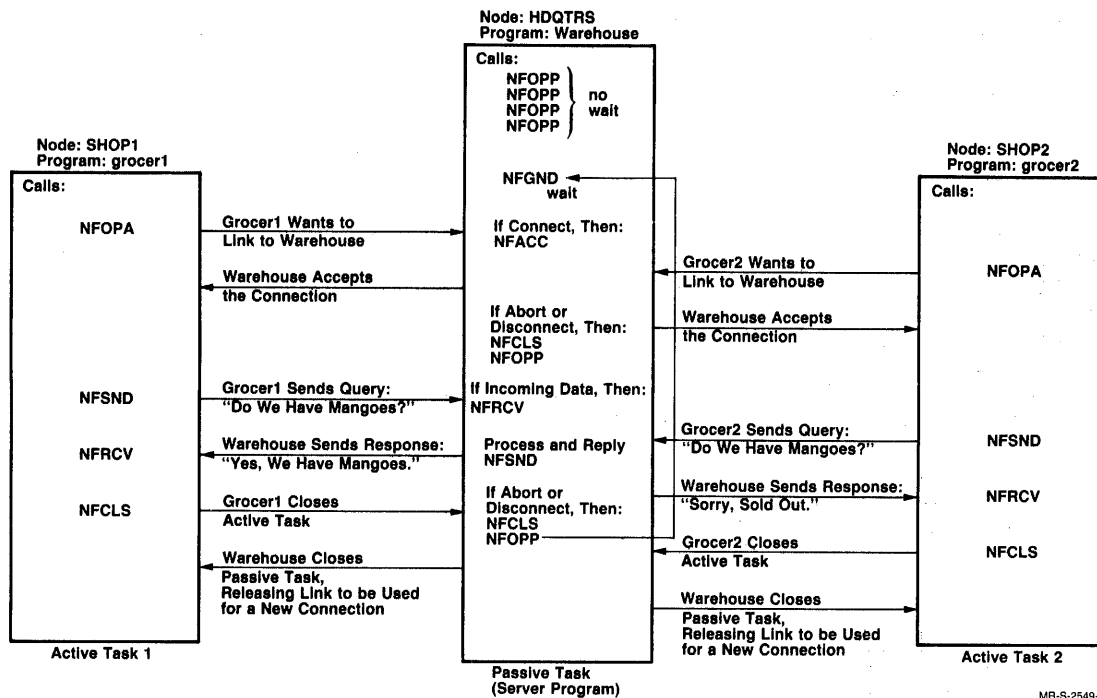 Node: HDQTRS
Program: Warehouse
Calls:
NFOPP
NFOPP
NFOPP
NFOPP
no
wait
NFGND
wait
If Connect, Then:
NFACC
If Abort or
Disconnect, Then:
NFCLS
NFOPP
If Incoming Data, Then:
NFRCV
Process and Reply
NFSND
If Abort or
Disconnect, Then:
NFCLS
NFOPP
Passive Task
(Server Program)
Node: SHOP1
Program: grocer1
Calls:
NFOPA
NFSND
NFRCV
NFCLS
Active Task 1
Grocer1 Wants to
Link to Warehouse
Warehouse Accepts
the Connection
Grocer1 Sends Query:
"Do We Have Mangoes?"
Warehouse Sends Response:
"Yes, We Have Mangoes."
Grocer1 Closes
Active Task
Warehouse Closes
Passive Task,
Releasing Link to be Used
for a New Connection
Node: SHOP2
Program: grocer2
Calls:
NFOPA
NFSND
NFRCV
NFCLS
Active Task 2
Grocer2 Wants to
Link to Warehouse
Warehouse Accepts
the Connection
Grocer2 Sends Query:
"Do We Have Mangoes?"
Warehouse Sends Response:
"Sorry, Sold Out."
Grocer2 Closes
Active Task
Warehouse Closes
Passive Task,
Releasing Link to be Used
for a New Connection
MR-S-2549-